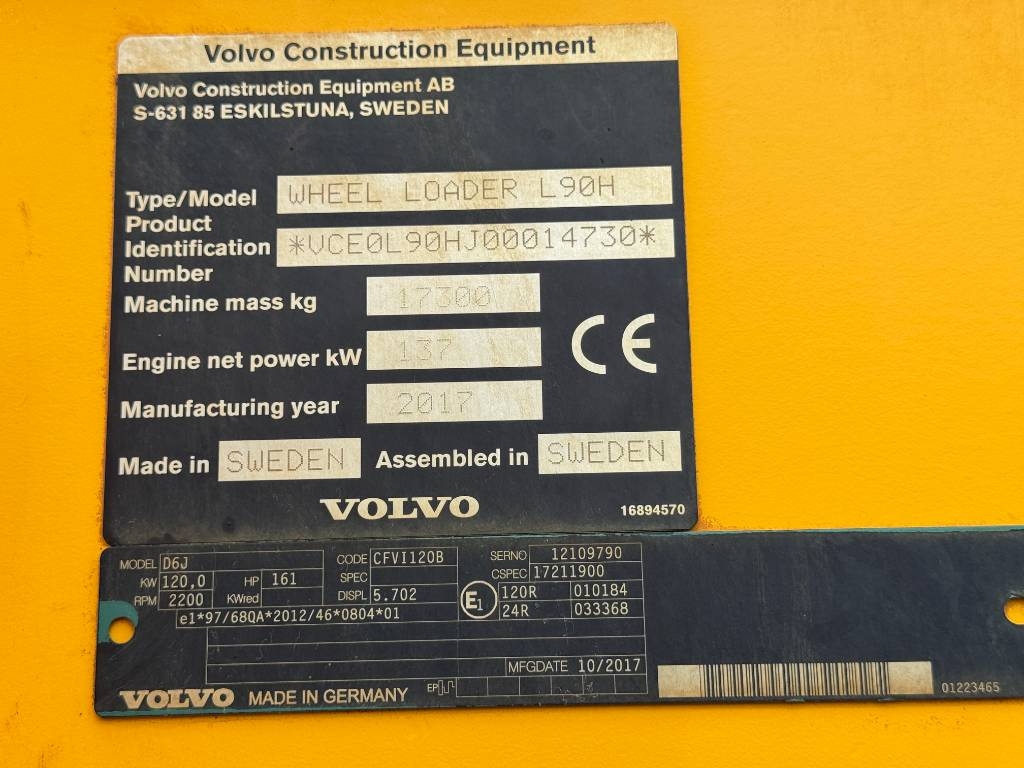 Volvo Construction Equipment
Volvo Construction Equipment AB
S-631 85 ESKILSTUNA, SWEDEN
Type/Model WHEEL LOADER L90H
Product
Identification *VCE0L90HJ00014730*
Number
Machine mass kg 17300
Engine net power kW 137
CE
Manufacturing year 2017
Made in SWEDEN Assembled in SWEDEN
VOLVO 16894570
MODEL D6J CODE CFVI120B SERNO 12109790
KW 120,0 HP 161 SPEC CSPEC 17211900
RPM 2200 KWred DISPL 5.702 E1 120R 010184
e1*97/68QA*2012/46*0804*01 24R 033368
MFGDATE 10/2017
VOLVO MADE IN GERMANY EP 01223465